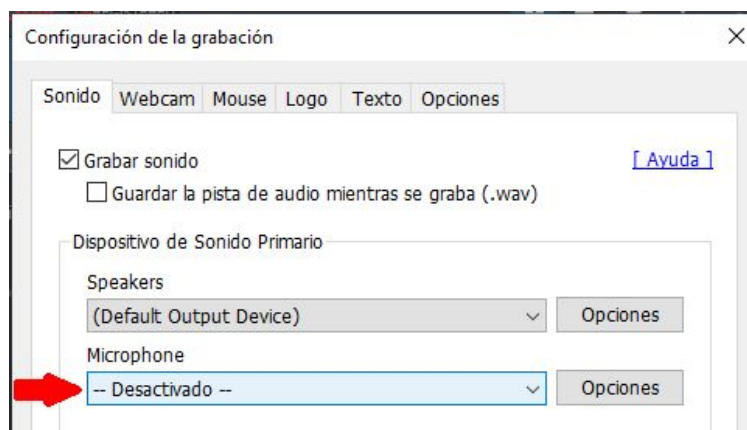 Configuración de la grabación
Sonido Webcam Mouse Logo Texto Opciones
Grabar sonido [ Ayuda ]
Guardar la pista de audio mientras se graba (.wav)
Dispositivo de Sonido Primario
Speakers
(Default Output Device) Opciones
Microphone
-- Desactivado -- Opciones